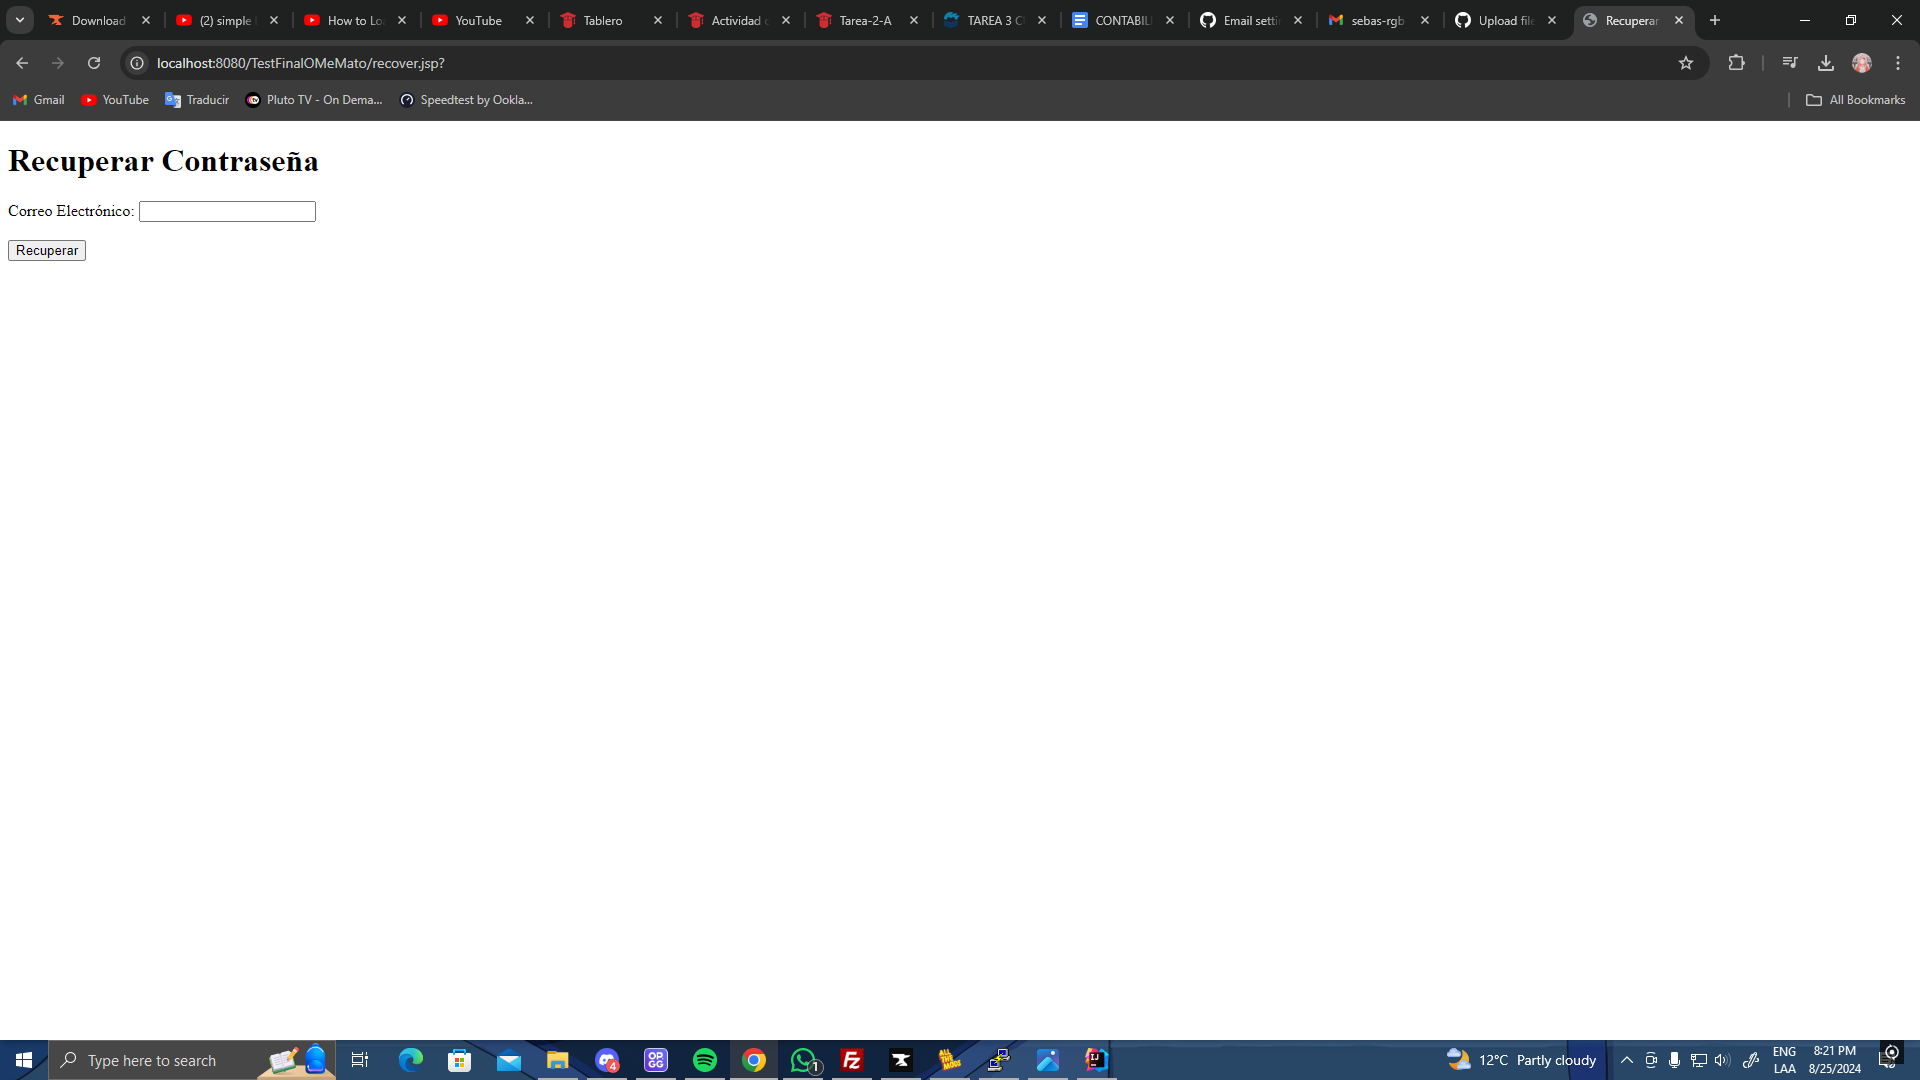 Download
(2) simple
How to Lo
YouTube
Tablero
Actividad
Tarea-2-A
TAREA 3 C
CONTABIL
Email setti
sebas-rgb
Upload file
Recuperar
localhost:8080/TestFinalOMeMato/recover.jsp?
Gmail
YouTube
Traducir
Pluto TV - On Dema...
Speedtest by Ookla...
All Bookmarks
Recuperar Contraseña
Correo Electrónico:
Recuperar
Type here to search
4
OP.GG
1
12°C Partly cloudy
ENG
LAA
8:21 PM
8/25/2024